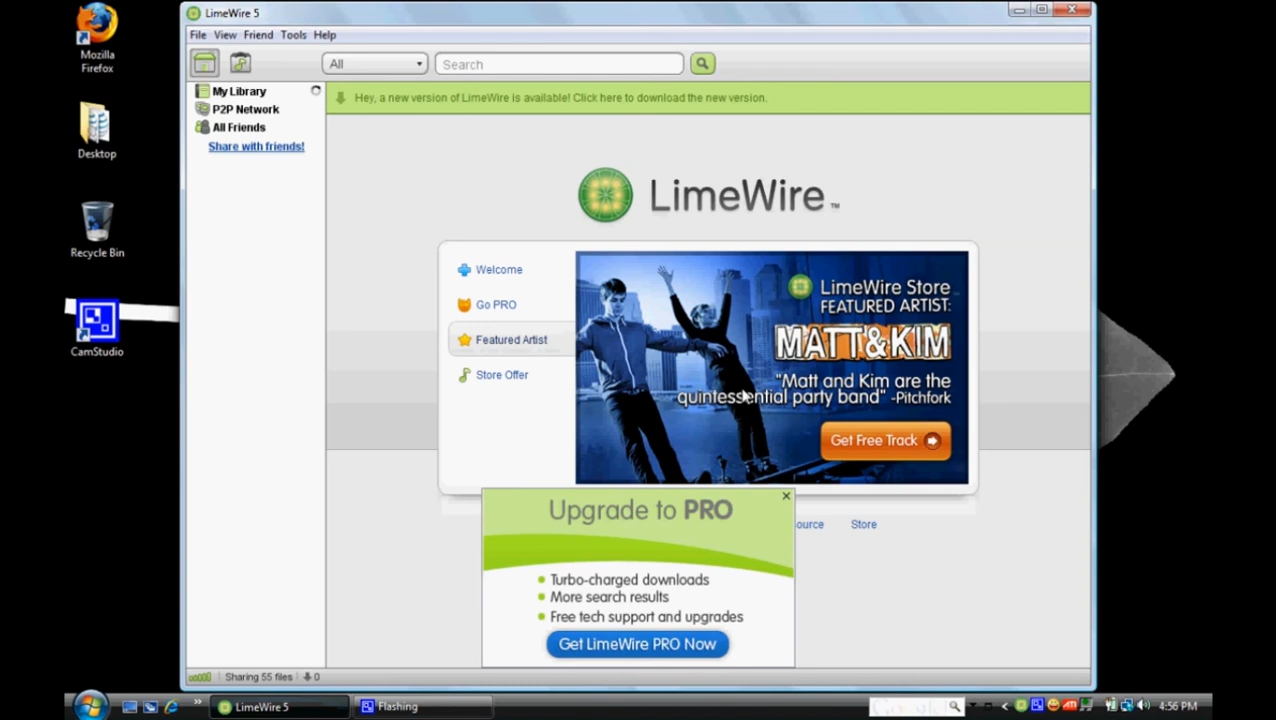 LimeWire 5
File View Friend Tools Help
All
Search
Mozilla
Firefox
Desktop
Recycle Bin
CamStudio
My Library
P2P Network
All Friends
Share with friends!
Hey, a new version of LimeWire is available! Click here to download the new version.
LimeWire ™
Welcome
Go PRO
Featured Artist
Store Offer
LimeWire Store
FEATURED ARTIST:
MATT&KIM
"Matt and Kim are the
quintessential party band" -Pitchfork
Get Free Track
ource Store
Upgrade to PRO
Turbo-charged downloads
More search results
Free tech support and upgrades
Get LimeWire PRO Now
Sharing 55 files 0
LimeWire 5
Flashing
4:56 PM